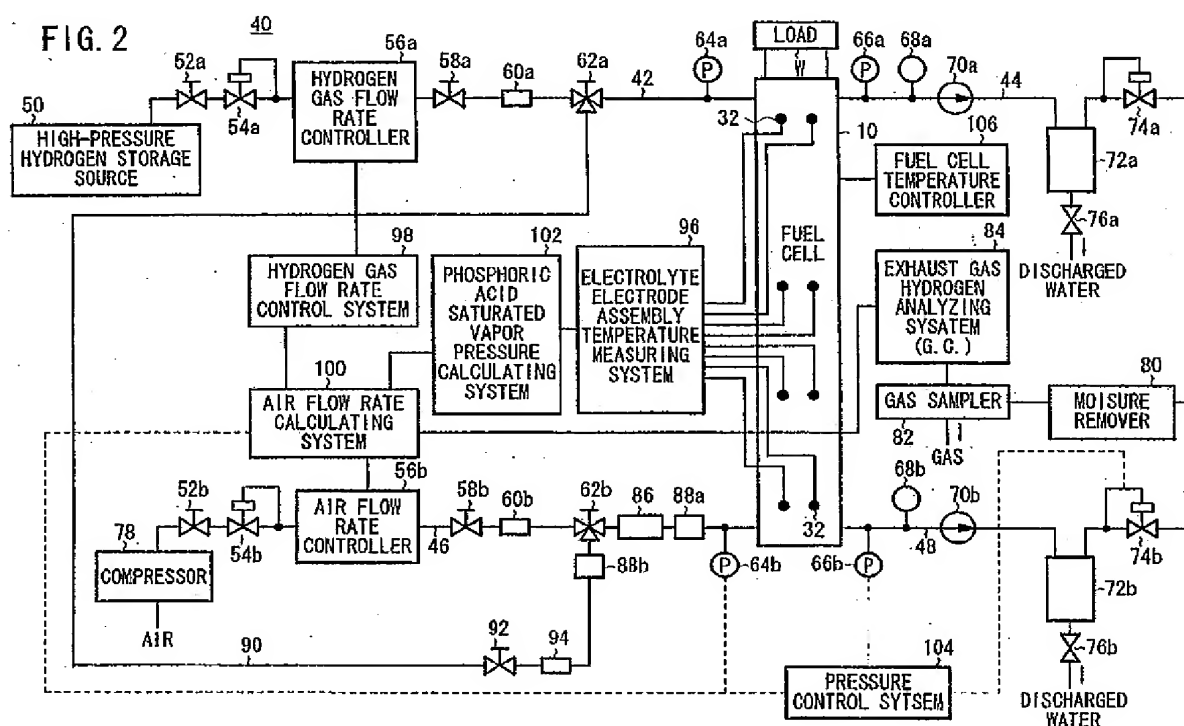 FIG. 2
40
52a
54a
50
HIGH-PRESSURE
HYDROGEN STORAGE
SOURCE
56a
HYDROGEN
GAS FLOW
RATE
CONTROLLER
58a
60a
62a
42
64a
P
LOAD
W
66a
P
68a
70a
44
74a
72a
76a
DISCHARGED
WATER
32
10
106
FUEL CELL
TEMPERATURE
CONTROLLER
FUEL
CELL
98
HYDROGEN GAS
FLOW RATE
CONTROL SYSTEM
102
PHOSPHORIC
ACID
SATURATED
VAPOR
PRESSURE
CALCULATING
SYSTEM
96
ELECTROLYTE
ELECTRODE
ASSEMBLY
TEMPERATURE
MEASURING
SYSTEM
84
EXHAUST GAS
HYDROGEN
ANALYZING
SYSATEM
(G.C.)
100
AIR FLOW RATE
CALCULATING
SYSTEM
GAS SAMPLER
82
GAS
80
MOISURE
REMOVER
52b
54b
78
COMPRESSOR
AIR
56b
AIR FLOW
RATE
CONTROLLER
46
58b
60b
62b
86
88a
88b
64b
P
32
66b
P
68b
70b
48
74b
72b
76b
DISCHARGED
WATER
90
92
94
104
PRESSURE
CONTROL SYTSEM